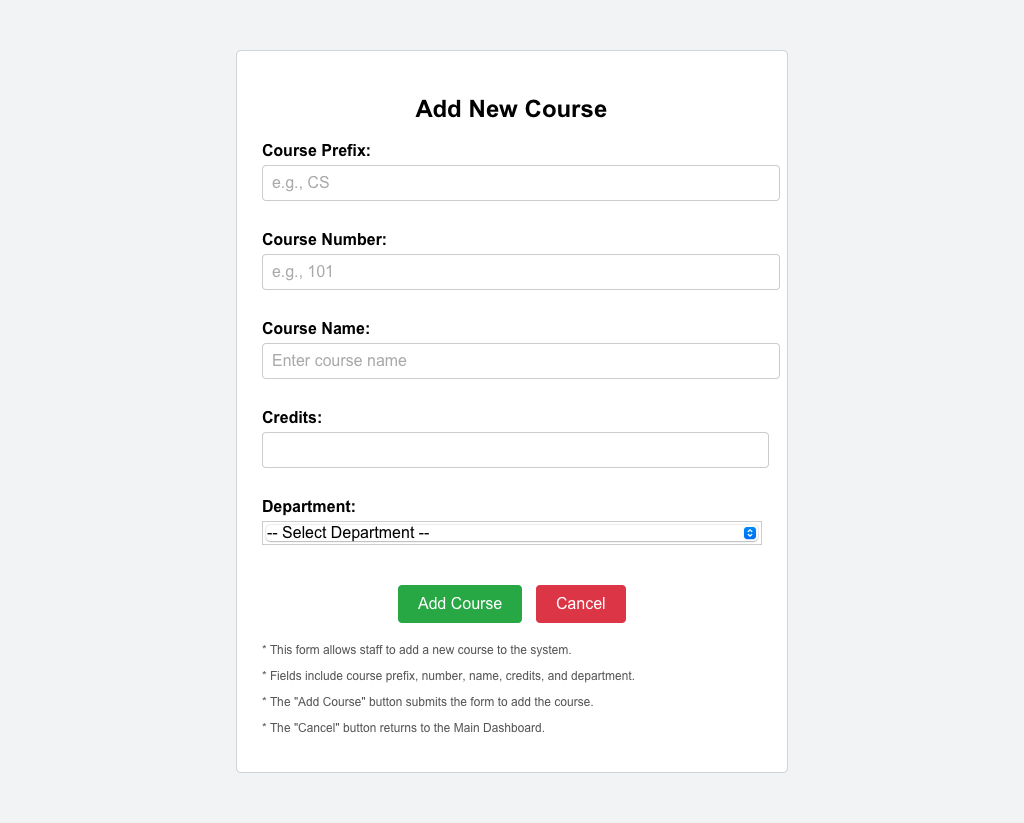 Add New Course
Course Prefix:
e.g., CS
Course Number:
e.g., 101
Course Name:
Enter course name
Credits:
Department:
-- Select Department --
Add Course Cancel
* This form allows staff to add a new course to the system.
* Fields include course prefix, number, name, credits, and department.
* The "Add Course" button submits the form to add the course.
* The "Cancel" button returns to the Main Dashboard.